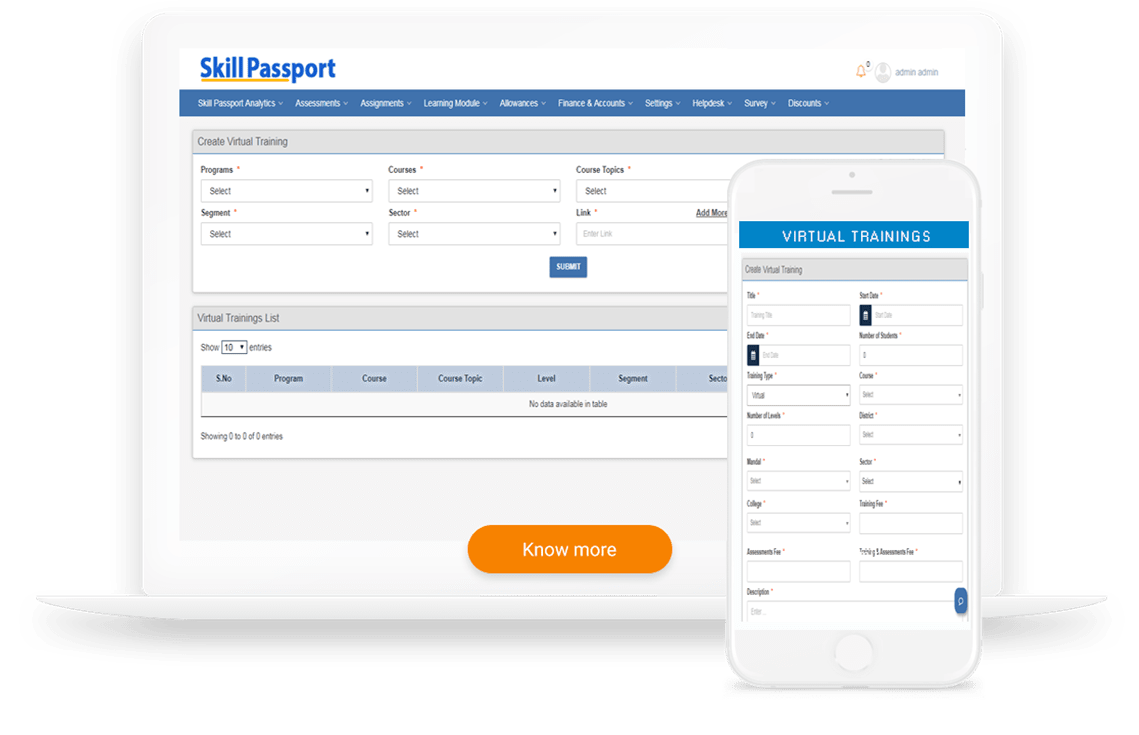 Skill Passport
0
admin admin
Skill Passport Analytics Assessments Assignments Learning Module Allowances Finance & Accounts Settings Helpdesk Survey Discounts
Create Virtual Training
Programs * Courses * Course Topics *
Select Select Select
Segment * Sector * Link * Add More
Select Select Enter Link
SUBMIT
Virtual Trainings List
Show 10 entries
S.No Program Course Course Topic Level Segment Secto
No data available in table
Showing 0 to 0 of 0 entries
Know more
VIRTUAL TRAININGS
Create Virtual Training
Title * Start Date *
Training Title Start Date
End Date * Number of Students *
End Date 0
Training Type * Course *
Virtual Select
Number of Levels * District *
0 Select
Mandal * Sector *
Select Select
College * Training Fee *
Select
Assessments Fee * Training & Assessments Fee *
Description *
Enter...